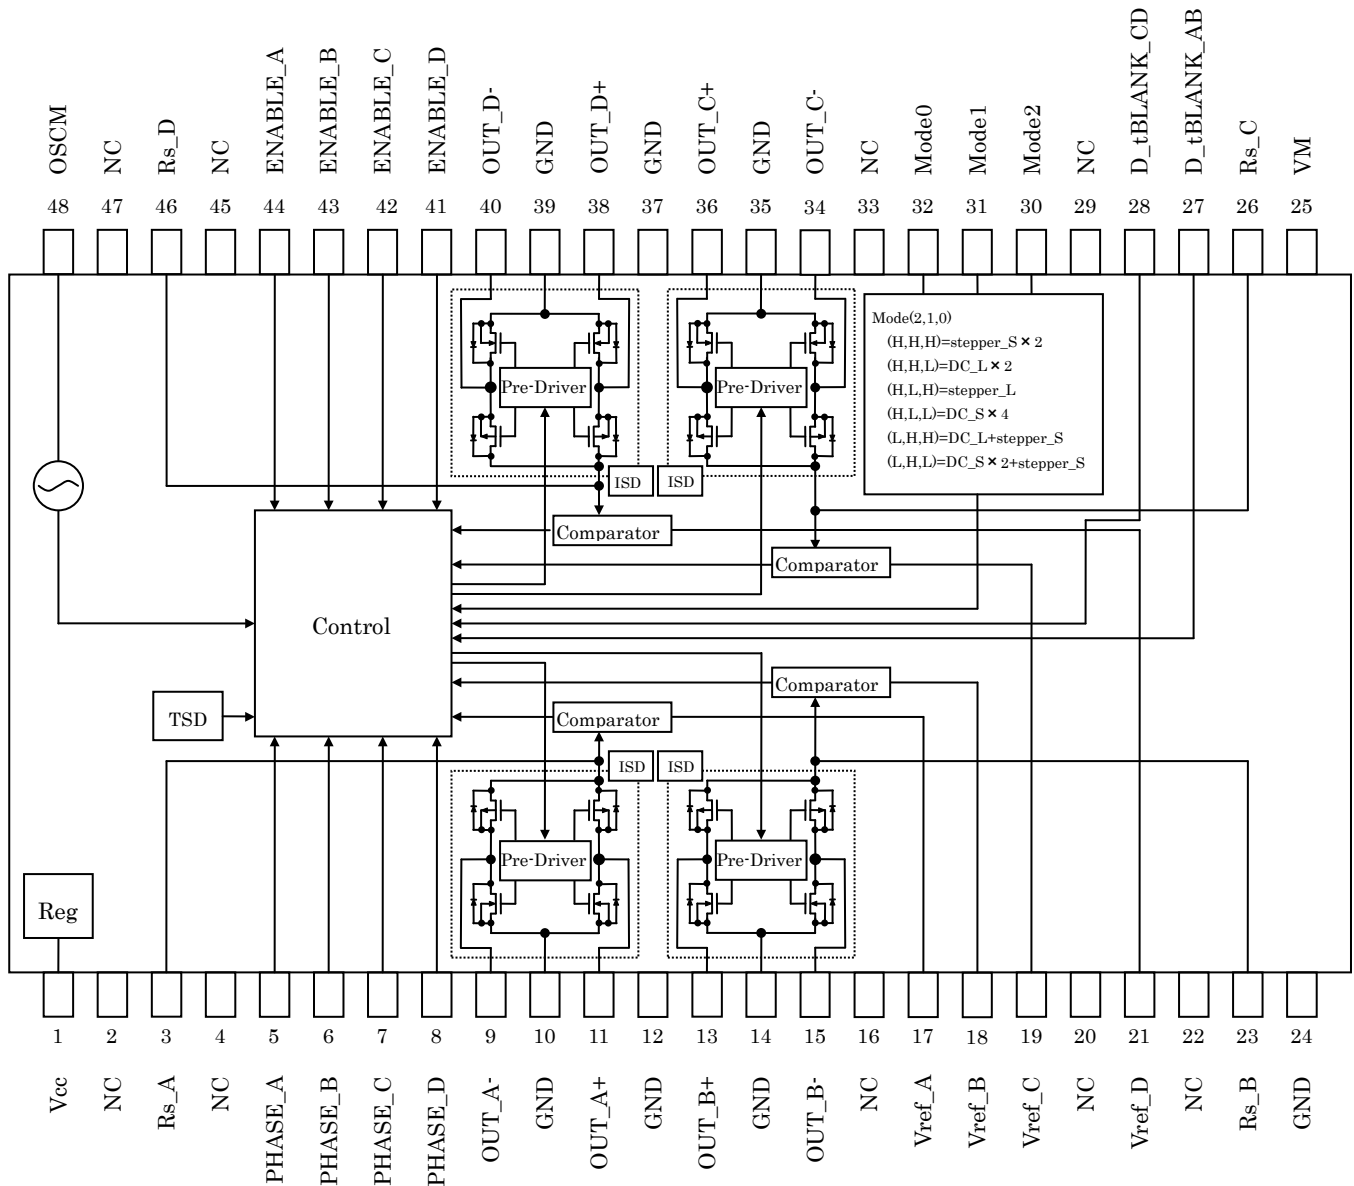 OSCM
NC
Rs_D
NC
ENABLE_A
ENABLE_B
ENABLE_C
ENABLE_D
OUT_D-
GND
OUT_D+
GND
OUT_C+
GND
OUT_C-
NC
Mode0
Mode1
Mode2
NC
D_tBLANK_CD
D_tBLANK_AB
Rs_C
VM
48 47 46 45 44 43 42 41 40 39 38 37 36 35 34 33 32 31 30 29 28 27 26 25
Mode(2,1,0)
(H,H,H)=stepper_S × 2
(H,H,L)=DC_L × 2
(H,L,H)=stepper_L
(H,L,L)=DC_S × 4
(L,H,H)=DC_L+stepper_S
(L,H,L)=DC_S × 2+stepper_S
Pre-Driver
Pre-Driver
ISD
ISD
Comparator
Comparator
Control
Comparator
TSD
Comparator
ISD
ISD
Pre-Driver
Pre-Driver
Reg
1 2 3 4 5 6 7 8 9 10 11 12 13 14 15 16 17 18 19 20 21 22 23 24
Vcc
NC
Rs_A
NC
PHASE_A
PHASE_B
PHASE_C
PHASE_D
OUT_A-
GND
OUT_A+
GND
OUT_B+
GND
OUT_B-
NC
Vref_A
Vref_B
Vref_C
NC
Vref_D
NC
Rs_B
GND